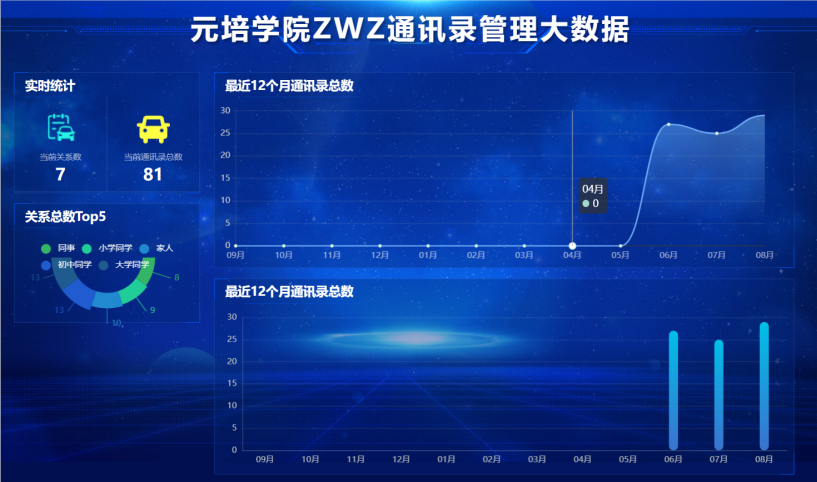 元培学院ZWZ通讯录管理大数据
实时统计
当前关系数
当前通讯录总数
7
81
关系总数Top5
同事 小学同学 家人
初中同学 大学同学
13
8
13
9
10
最近12个月通讯录总数
30
25
20
15
10
5
0
04月
0
09月 10月 11月 12月 01月 02月 03月 04月 05月 06月 07月 08月
最近12个月通讯录总数
30
25
20
15
10
5
0
09月 10月 11月 12月 01月 02月 03月 04月 05月 06月 07月 08月